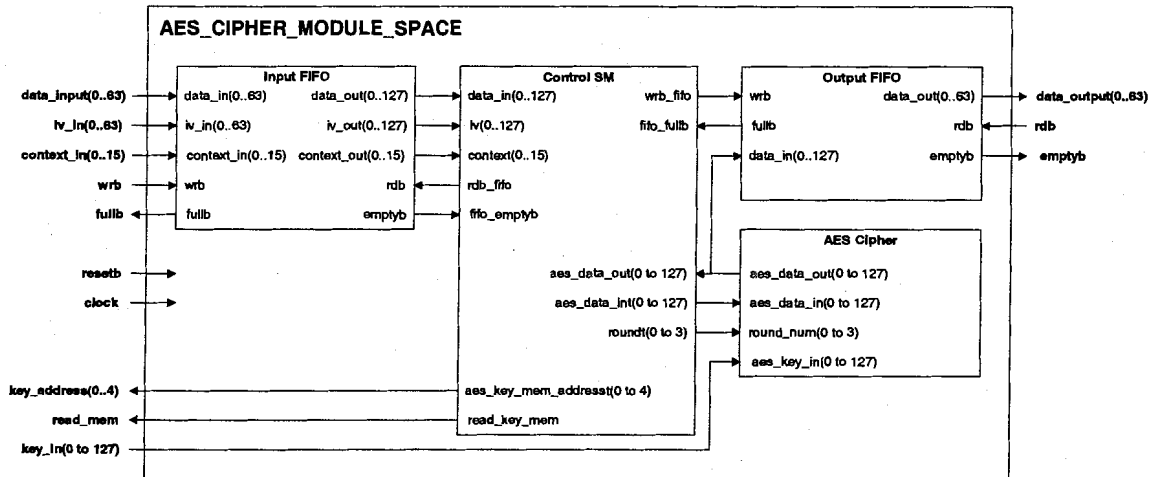 AES_CIPHER_MODULE_SPACE
Input FIFO Control SM Output FIFO
data_input(0..63) data_in(0..63) data_out(0..127) data_in(0..127) wrb_fifo wrb data_out(0..63) data_output(0..63)
iv_in(0..63) iv_in(0..63) iv_out(0..127) iv(0..127) fifo_fullb fullb rdb rdb
context_in(0..15) context_in(0..15) context_out(0..15) context(0..15) data_in(0..127) emptyb emptyb
wrb wrb rdb rdb_fifo
fullb fullb emptyb fifo_emptyb
AES Cipher
resetb aes_data_out(0 to 127) aes_data_out(0 to 127)
clock aes_data_int(0 to 127) aes_data_in(0 to 127)
roundt(0 to 3) round_num(0 to 3)
aes_key_in(0 to 127)
key_address(0..4) aes_key_mem_addresst(0 to 4)
read_mem read_key_mem
key_in(0 to 127)